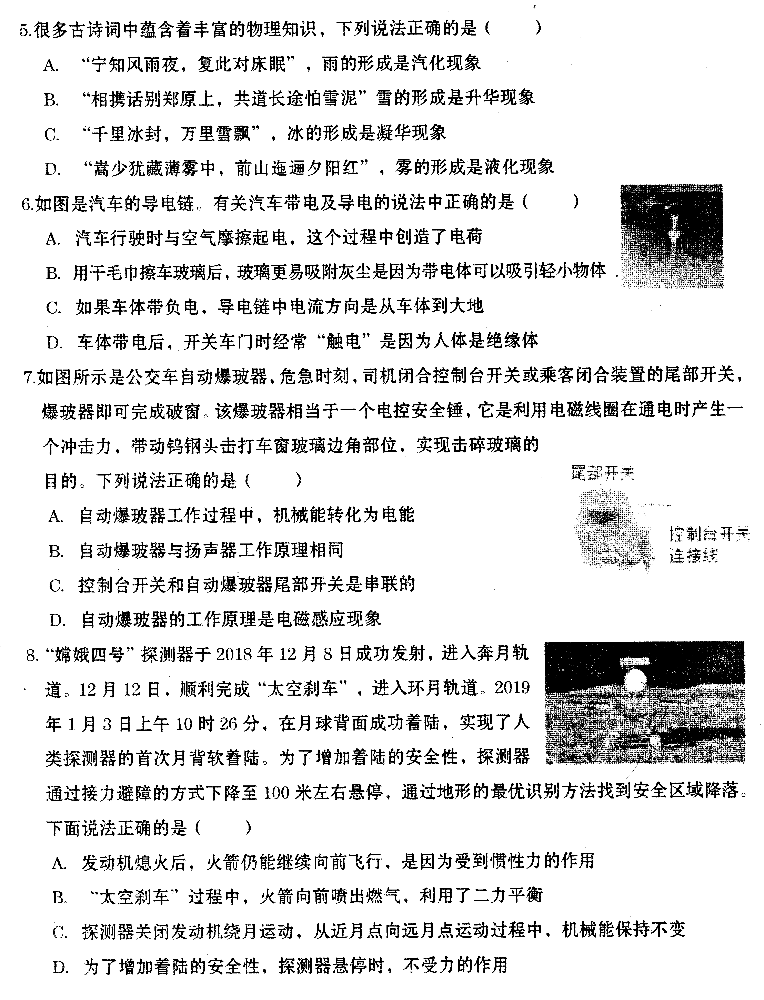 5.很多古诗词中蕴含着丰富的物理知识，下列说法正确的是（　　）
A. “宁知风雨夜，复此对床眠”，雨的形成是汽化现象
B. “相携话别郑原上，共道长途怕雪泥”雪的形成是升华现象
C. “千里冰封，万里雪飘”，冰的形成是凝华现象
D. “嵩少犹藏薄雾中，前山迤逦夕阳红”，雾的形成是液化现象
6.如图是汽车的导电链。有关汽车带电及导电的说法中正确的是（　　）
A. 汽车行驶时与空气摩擦起电，这个过程中创造了电荷
B. 用干毛巾擦车玻璃后，玻璃更易吸附灰尘是因为带电体可以吸引轻小物体
C. 如果车体带负电，导电链中电流方向是从车体到大地
D. 车体带电后，开关车门时经常“触电”是因为人体是绝缘体
7.如图所示是公交车自动爆玻器，危急时刻，司机闭合控制台开关或乘客闭合装置的尾部开关，
爆玻器即可完成破窗。该爆玻器相当于一个电控安全锤，它是利用电磁线圈在通电时产生一
个冲击力，带动钨钢头击打车窗玻璃边角部位，实现击碎玻璃的
目的。下列说法正确的是（　　）
尾部开关
控制台开关
连接线
A. 自动爆玻器工作过程中，机械能转化为电能
B. 自动爆玻器与扬声器工作原理相同
C. 控制台开关和自动爆玻器尾部开关是串联的
D. 自动爆玻器的工作原理是电磁感应现象
8. “嫦娥四号”探测器于 2018 年 12 月 8 日成功发射，进入奔月轨
道。12 月 12 日，顺利完成“太空刹车”，进入环月轨道。2019
年 1 月 3 日上午 10 时 26 分，在月球背面成功着陆，实现了人
类探测器的首次月背软着陆。为了增加着陆的安全性，探测器
通过接力避障的方式下降至 100 米左右悬停，通过地形的最优识别方法找到安全区域降落。
下面说法正确的是（　　）
A. 发动机熄火后，火箭仍能继续向前飞行，是因为受到惯性力的作用
B. “太空刹车”过程中，火箭向前喷出燃气，利用了二力平衡
C. 探测器关闭发动机绕月运动，从近月点向远月点运动过程中，机械能保持不变
D. 为了增加着陆的安全性，探测器悬停时，不受力的作用